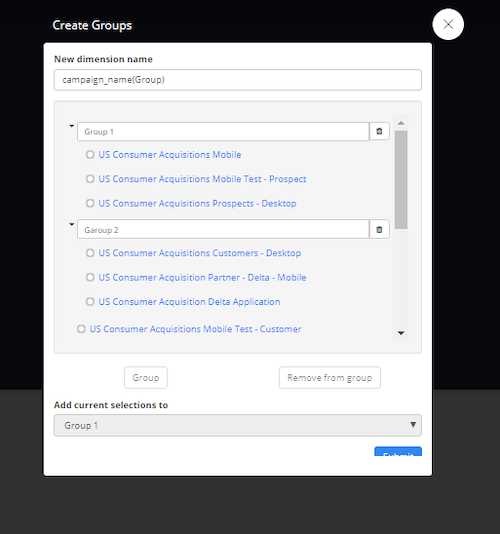 Create Groups
New dimension name
campaign_name(Group)
Group 1
US Consumer Acquisitions Mobile
US Consumer Acquisitions Mobile Test - Prospect
US Consumer Acquisitions Prospects - Desktop
Garoup 2
US Consumer Acquisitions Customers - Desktop
US Consumer Acquisition Partner - Delta - Mobile
US Consumer Acquisition Delta Application
US Consumer Acquisitions Mobile Test - Customer
Group Remove from group
Add current selections to
Group 1
Submit